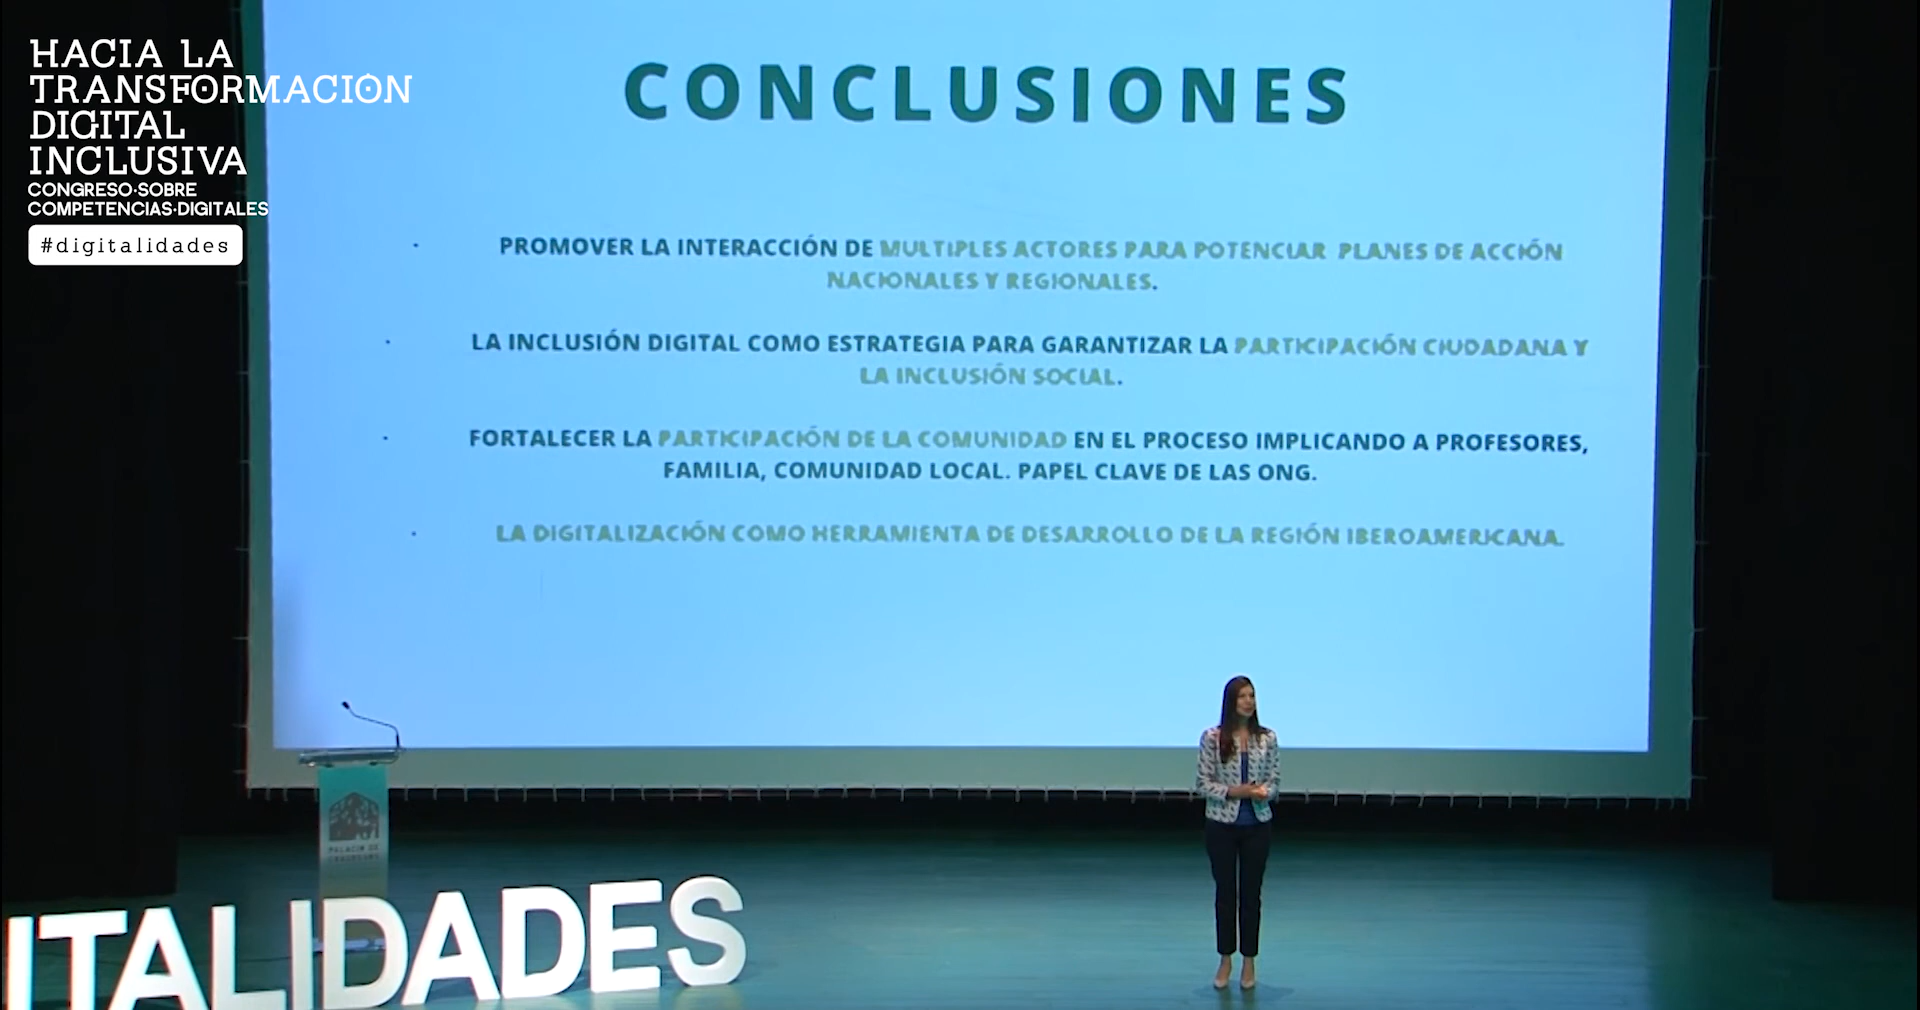 HACIA LA
TRANSFORMACIÓN
DIGITAL
INCLUSIVA
CONGRESO·SOBRE
COMPETENCIAS·DIGITALES
#digitalidades
CONCLUSIONES
· PROMOVER LA INTERACCIÓN DE MULTIPLES ACTORES PARA POTENCIAR PLANES DE ACCIÓN
NACIONALES Y REGIONALES.
· LA INCLUSIÓN DIGITAL COMO ESTRATEGIA PARA GARANTIZAR LA PARTICIPACIÓN CIUDADANA Y
LA INCLUSIÓN SOCIAL.
· FORTALECER LA PARTICIPACIÓN DE LA COMUNIDAD EN EL PROCESO IMPLICANDO A PROFESORES,
FAMILIA, COMUNIDAD LOCAL. PAPEL CLAVE DE LAS ONG.
· LA DIGITALIZACIÓN COMO HERRAMIENTA DE DESARROLLO DE LA REGIÓN IBEROAMERICANA.
ITALIDADES